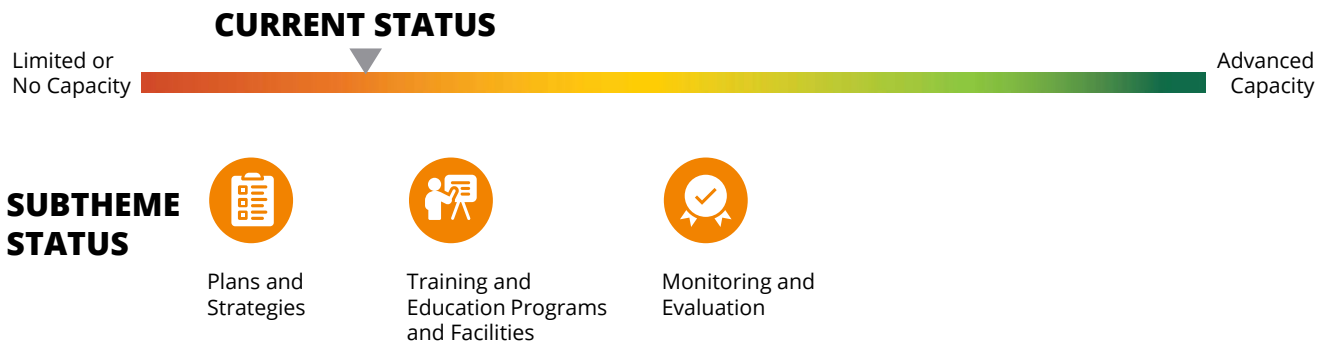 CURRENT STATUS
Limited or
No Capacity
Advanced
Capacity
SUBTHEME
STATUS
Plans and
Strategies
Training and
Education Programs
and Facilities
Monitoring and
Evaluation